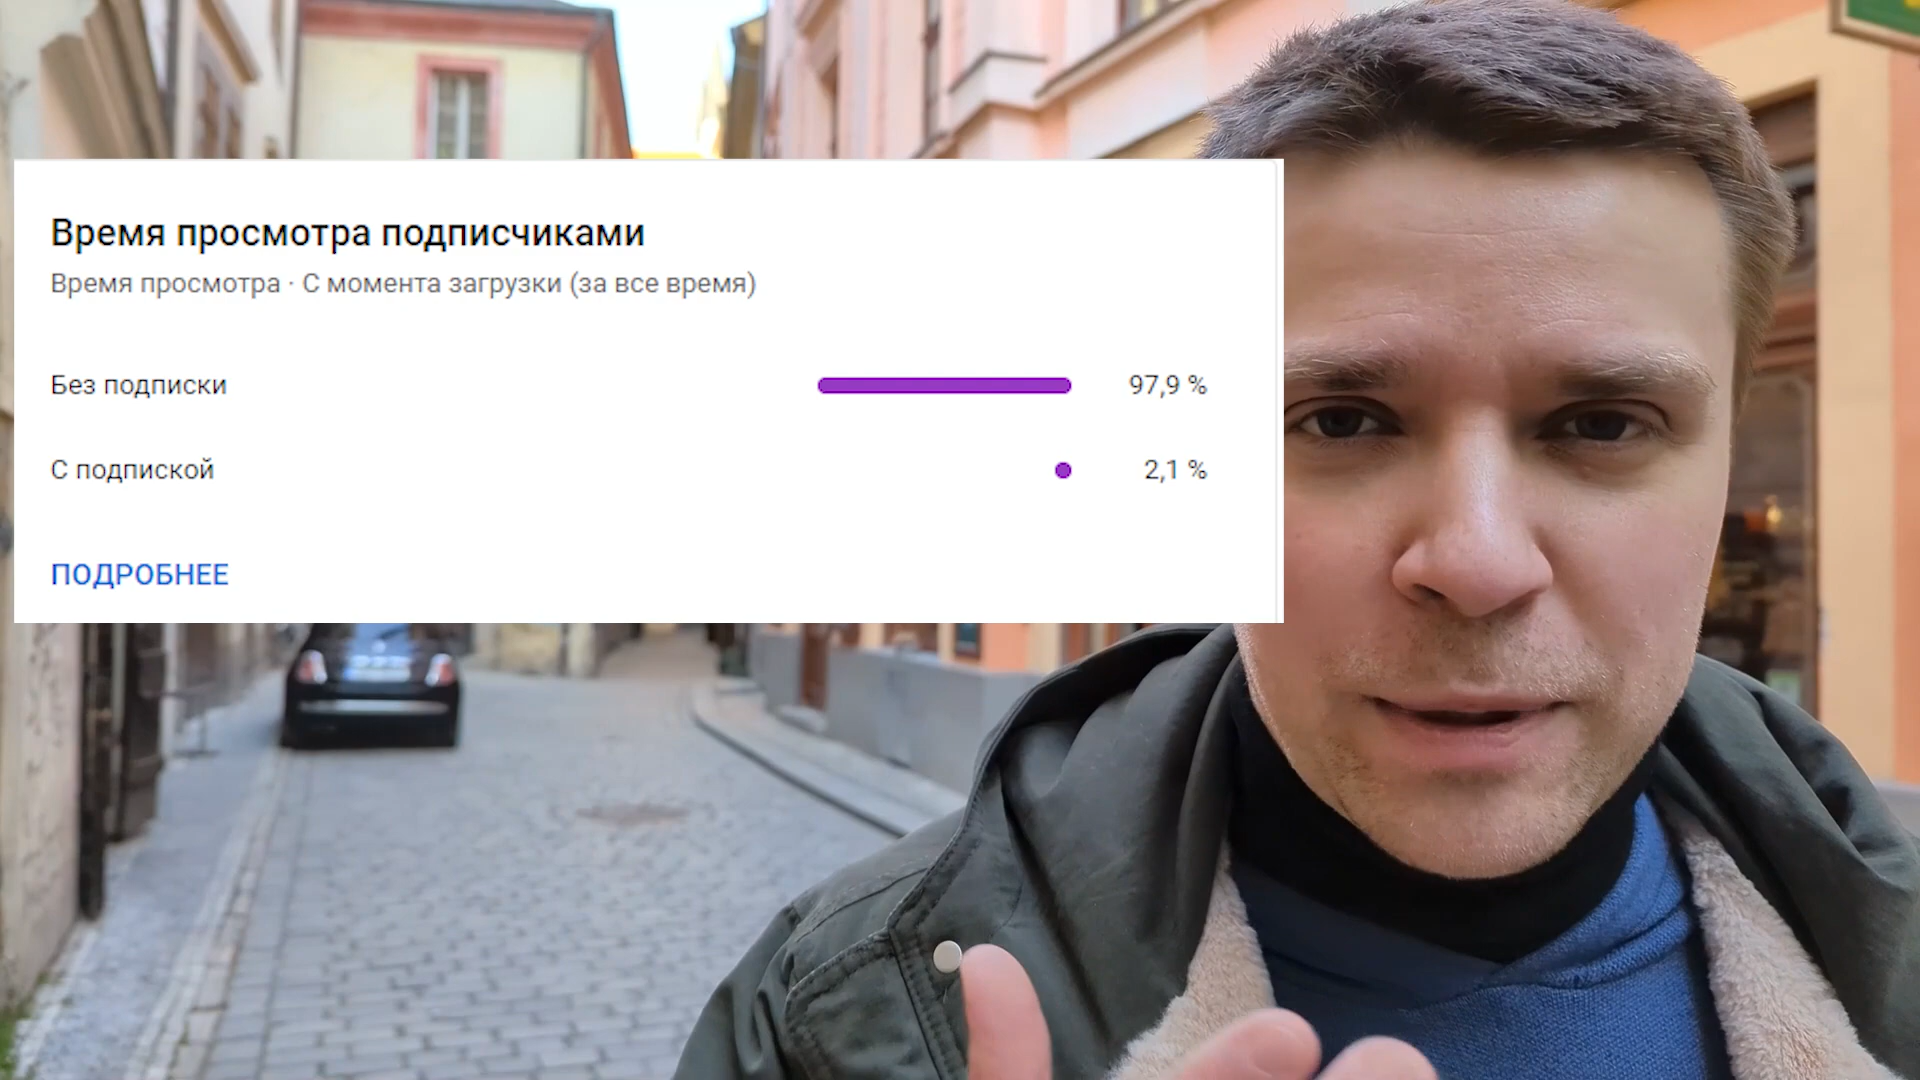 Время просмотра подписчиками
Время просмотра · С момента загрузки (за все время)
Без подписки 97,9 %
С подпиской 2,1 %
ПОДРОБНЕЕ